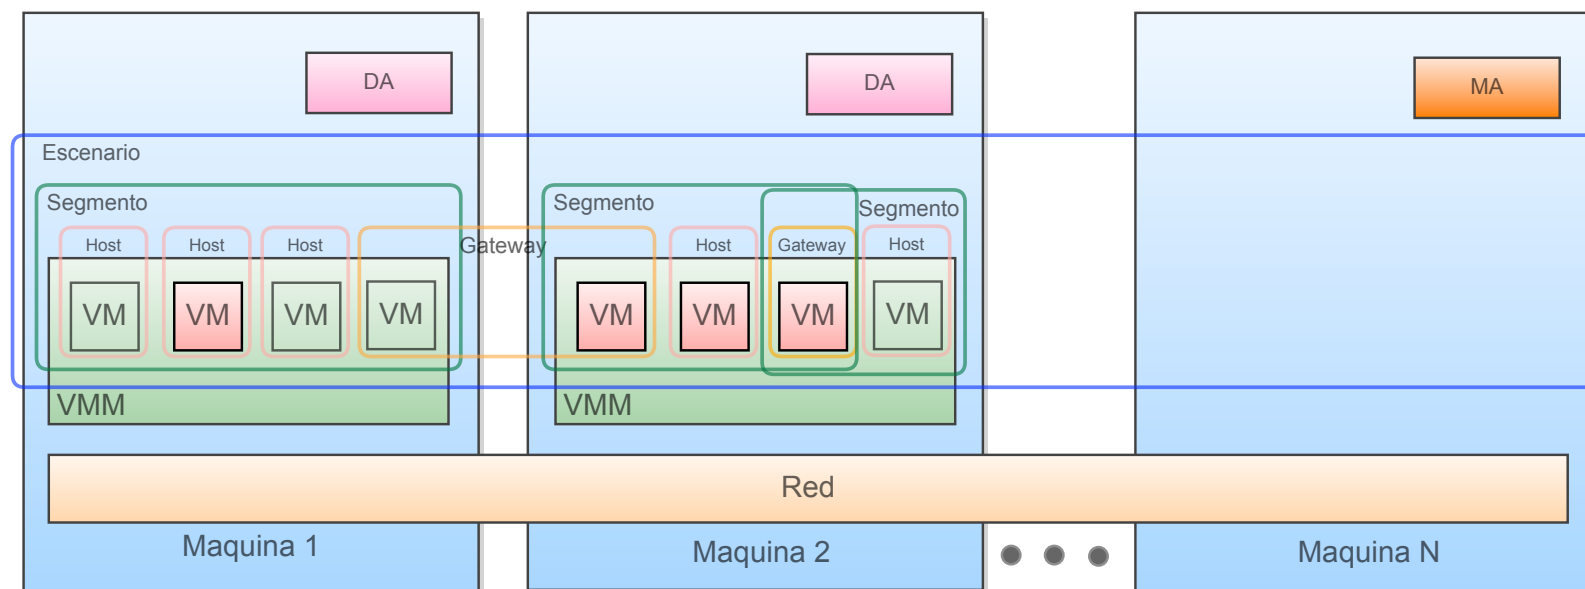 DA
DA
MA
Escenario
Segmento
Segmento
Segmento
Host
Host
Host
Gateway
Host
Gateway
Host
VM
VM
VM
VM
VM
VM
VM
VM
VMM
VMM
Red
Maquina 1
Maquina 2
Maquina N